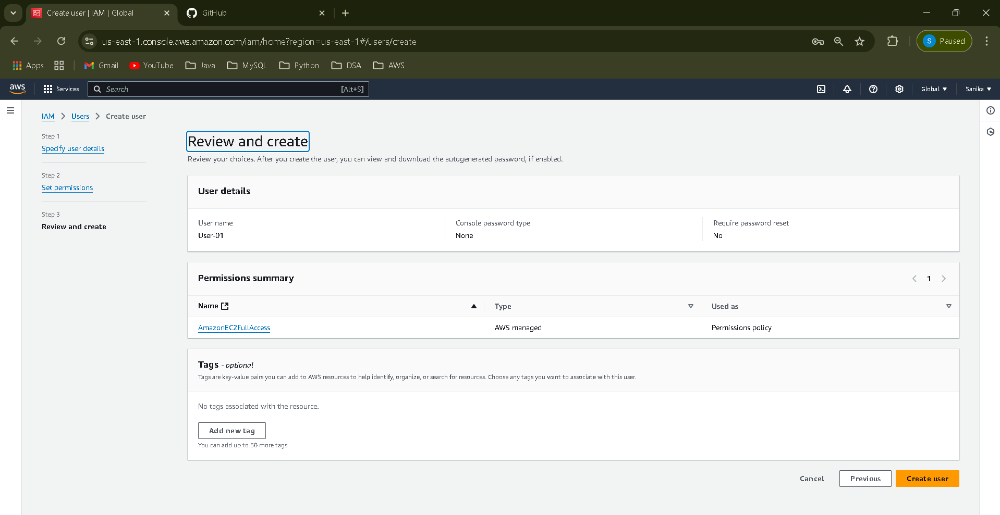 Create user | IAM | Global
GitHub
us-east-1.console.aws.amazon.com/iam/home?region=us-east-1#/users/create
S Paused
Apps
Gmail
YouTube
Java
MySQL
Python
DSA
AWS
aws
Services
Search
[Alt+S]
Global
Sanika
IAM > Users > Create user
Step 1
Specify user details
Step 2
Set permissions
Step 3
Review and create
Review and create
Review your choices. After you create the user, you can view and download the autogenerated password, if enabled.
User details
User name
User-01
Console password type
None
Require password reset
No
Permissions summary
1
Name
Type
Used as
AmazonEC2FullAccess
AWS managed
Permissions policy
Tags - optional
Tags are key-value pairs you can add to AWS resources to help identify, organize, or search for resources. Choose any tags you want to associate with this user.
No tags associated with the resource.
Add new tag
You can add up to 50 more tags.
Cancel
Previous
Create user